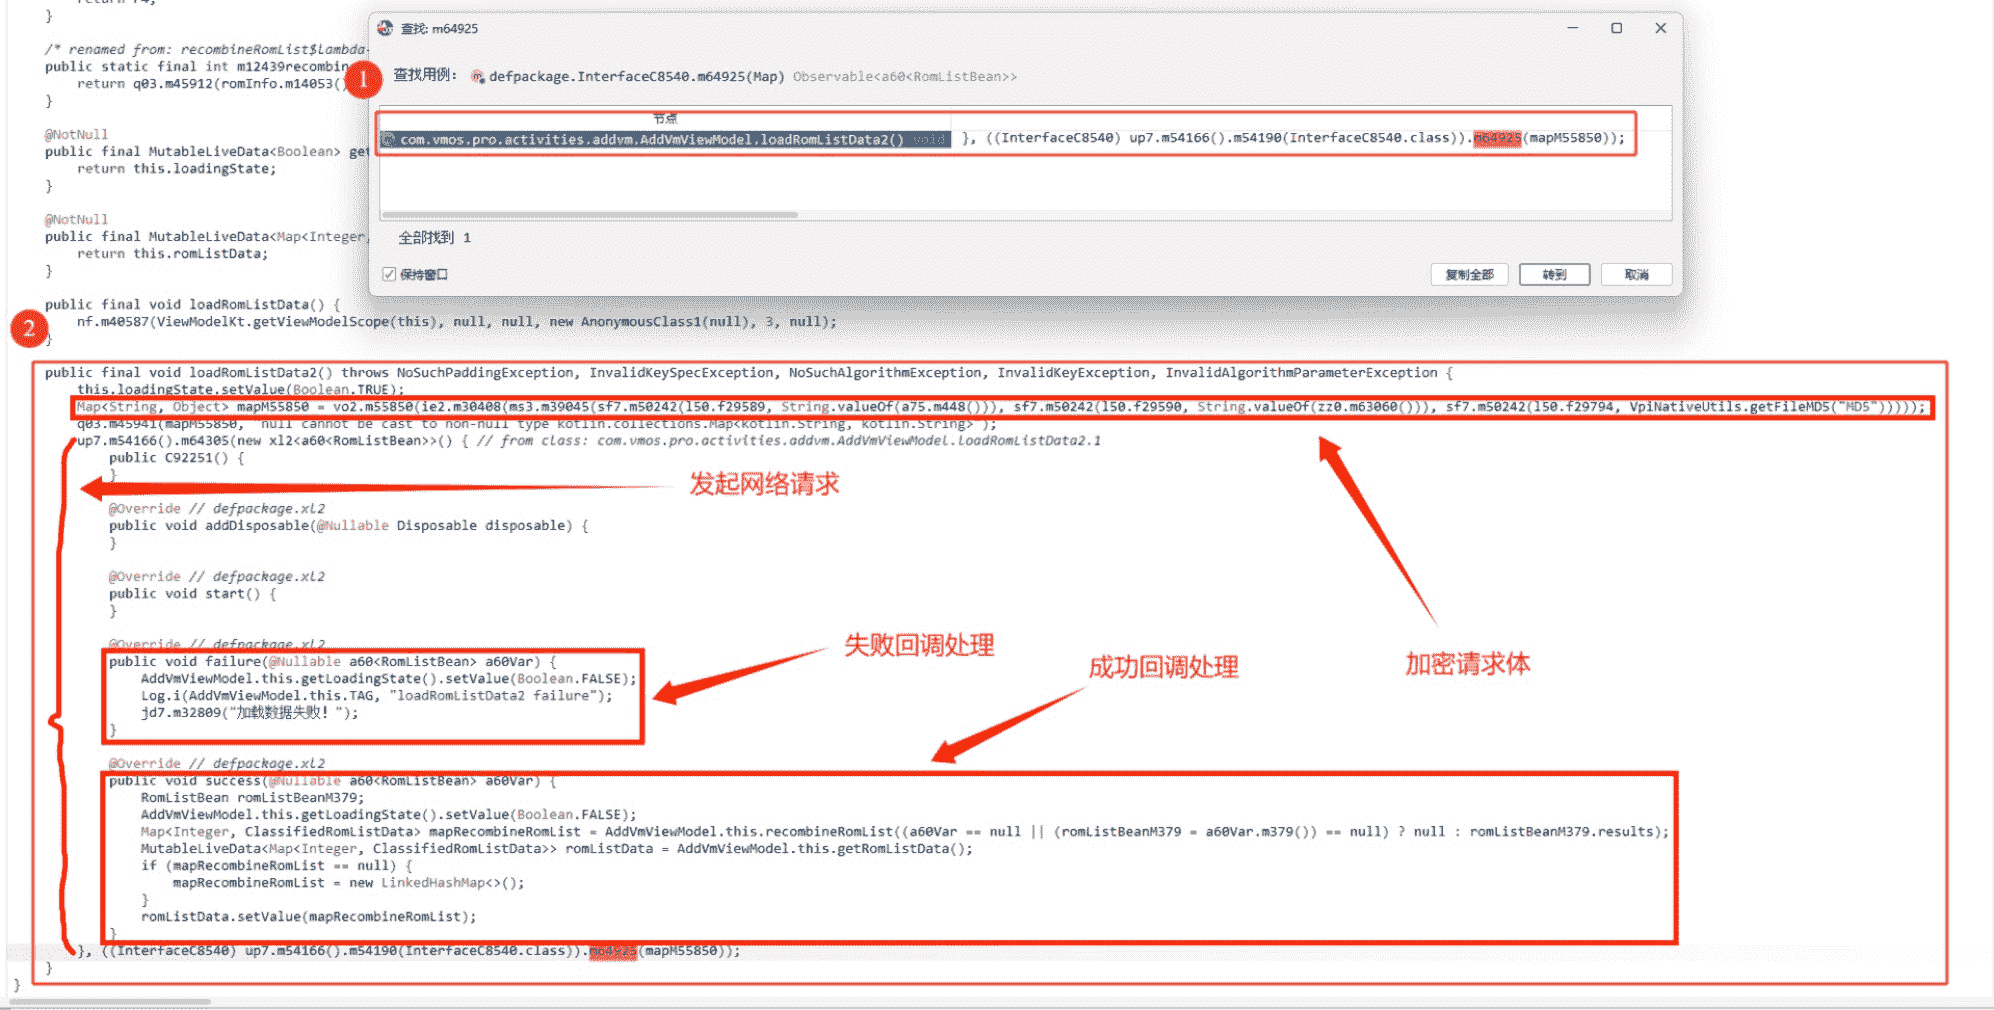 }
/* renamed from: recombineRomList$lambda-
public static final int m12439recombin
return q03.m45912(romInfo.m14053()
}
@NotNull
public final MutableLiveData<Boolean> get
return this.loadingState;
}
@NotNull
public final MutableLiveData<Map<Integer,
return this.romListData;
}
查找: m64925
1
查找用例: defpackage.InterfaceC8540.m64925(Map) Observable<a60<RomListBean>>
节点
com.vmos.pro.activities.addvm.AddVmViewModel.loadRomListData2() void }, ((InterfaceC8540) up7.m54166().m54190(InterfaceC8540.class)).m64925(mapM55850));
全部找到 1
保持窗口
复制全部 转到 取消
public final void loadRomListData() {
2
nf.m40587(ViewModelKt.getViewModelScope(this), null, null, new AnonymousClass1(null), 3, null);
}
public final void loadRomListData2() throws NoSuchPaddingException, InvalidKeySpecException, NoSuchAlgorithmException, InvalidKeyException, InvalidAlgorithmParameterException {
this.loadingState.setValue(Boolean.TRUE);
Map<String, Object> mapM55850 = vo2.m55850(ie2.m30408(ms3.m39045(sf7.m50242(l50.f29589, String.valueOf(a75.m448())), sf7.m50242(l50.f29590, String.valueOf(zz0.m63060())), sf7.m50242(l50.f29794, VpiNativeUtils.getFileMD5("MD5")))));
q03.m45941(mapM55850, "null cannot be cast to non-null type kotlin.collections.Map<kotlin.String, kotlin.String>");
up7.m54166().m64305(new xl2<a60<RomListBean>>() { // from class: com.vmos.pro.activities.addvm.AddVmViewModel.loadRomListData2.1
public C92251() {
}
发起网络请求
@Override // defpackage.xl2
public void addDisposable(@Nullable Disposable disposable) {
}
@Override // defpackage.xl2
public void start() {
}
@Override // defpackage.xl2
失败回调处理
public void failure(@Nullable a60<RomListBean> a60Var) {
成功回调处理
加密请求体
AddVmViewModel.this.getLoadingState().setValue(Boolean.FALSE);
Log.i(AddVmViewModel.this.TAG, "loadRomListData2 failure");
jd7.m32809("加载数据失败！");
}
@Override // defpackage.xl2
public void success(@Nullable a60<RomListBean> a60Var) {
RomListBean romListBeanM379;
AddVmViewModel.this.getLoadingState().setValue(Boolean.FALSE);
Map<Integer, ClassifiedRomListData> mapRecombineRomList = AddVmViewModel.this.recombineRomList((a60Var == null || (romListBeanM379 = a60Var.m379()) == null) ? null : romListBeanM379.results);
MutableLiveData<Map<Integer, ClassifiedRomListData>> romListData = AddVmViewModel.this.getRomListData();
if (mapRecombineRomList == null) {
mapRecombineRomList = new LinkedHashMap<>();
}
romListData.setValue(mapRecombineRomList);
}
}, ((InterfaceC8540) up7.m54166().m54190(InterfaceC8540.class)).m64925(mapM55850));
}
}